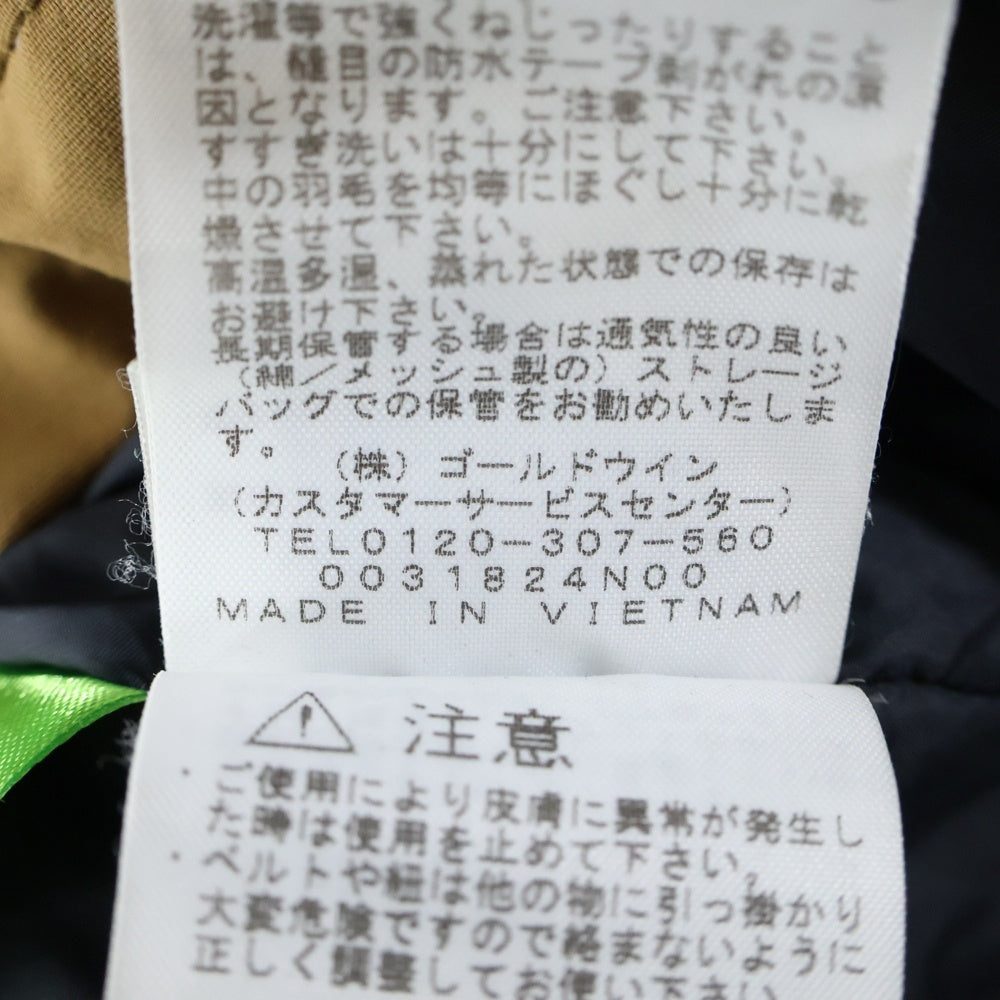 洗濯等で強くねじったりすること
は、縫目の防水テープ剥がれの原
因となります。ご注意下さい。
すすぎ洗いは十分にして下さい。
中の羽毛を均等にほぐし十分に乾
燥させて下さい。
高温多湿、蒸れた状態での保存は
お避け下さい。
長期保管する場合は通気性の良い
(綿/メッシュ製の)ストレージ
バッグでの保管をお勧めいたしま
す。
(株)ゴールドウイン
(カスタマーサービスセンター)
TEL0120-307-560
0031824N00
MADE IN VIETNAM
注意
・ご使用により皮膚に異常が発生し
た時は使用を止めて下さい。
・ベルトや紐は他の物に引っ掛かり
大変危険ですので絡まないように
正しく調整してお使い下さい。